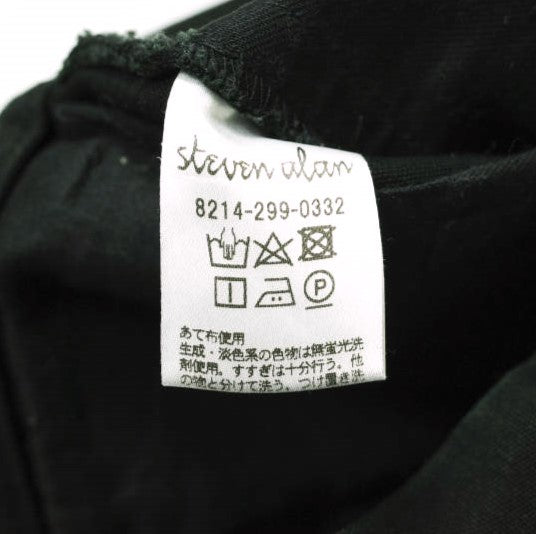 steven alan
8214-299-0332
P
あて布使用
生成・淡色系の色物は無蛍光洗
剤使用。すすぎは十分行う。他
の物と分けて洗う。つけ置き洗